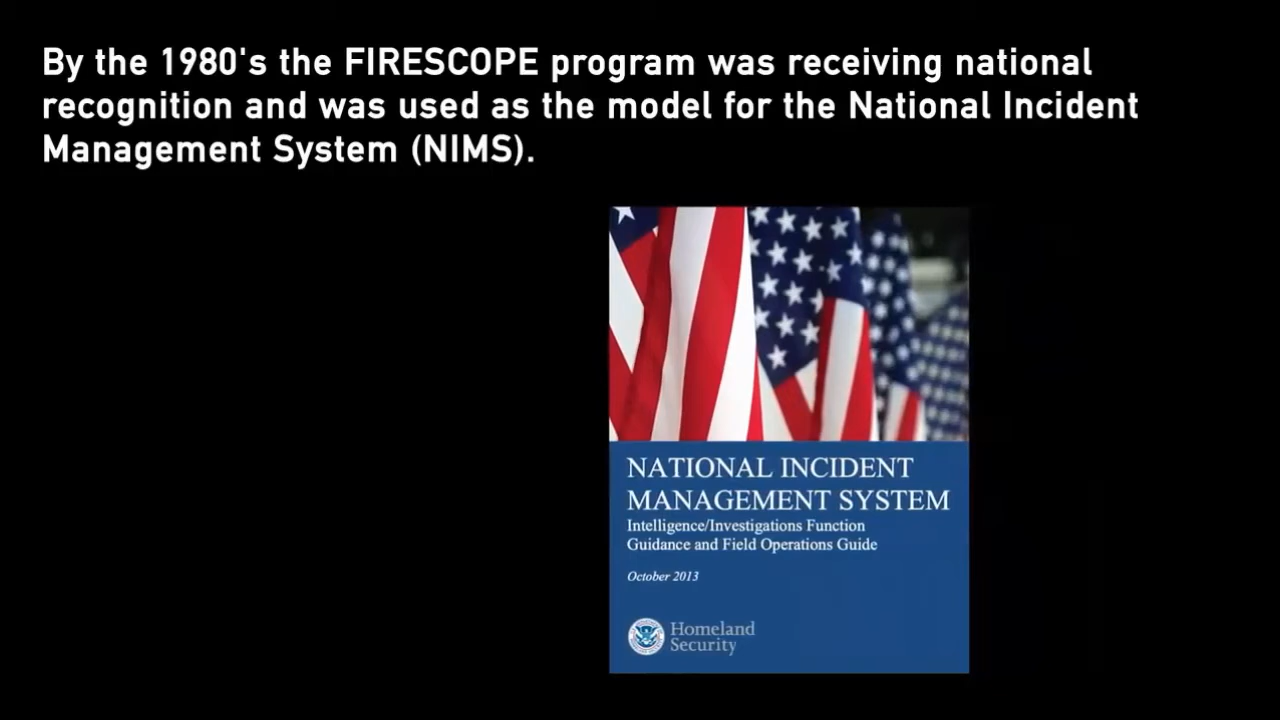 By the 1980's the FIRESCOPE program was receiving national
recognition and was used as the model for the National Incident
Management System (NIMS).
NATIONAL INCIDENT
MANAGEMENT SYSTEM
Intelligence/Investigations Function
Guidance and Field Operations Guide
October 2013
Homeland
Security